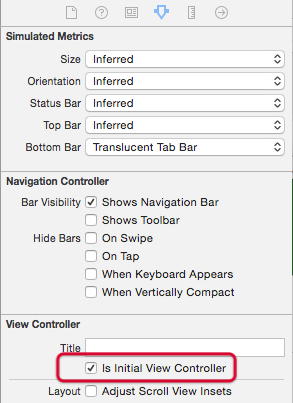 Simulated Metrics
Size Inferred
Orientation Inferred
Status Bar Inferred
Top Bar Inferred
Bottom Bar Translucent Tab Bar
Navigation Controller
Bar Visibility Shows Navigation Bar
Shows Toolbar
Hide Bars On Swipe
On Tap
When Keyboard Appears
When Vertically Compact
View Controller
Title
Is Initial View Controller
Layout Adjust Scroll View Insets